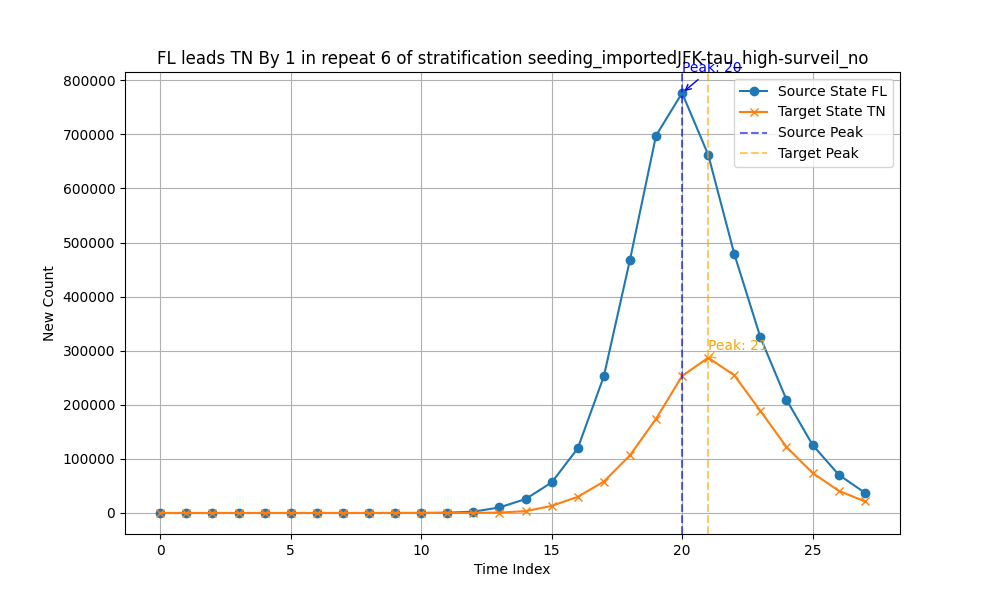 FL leads TN By 1 in repeat 6 of stratification seeding_importedJFK-tau_high-surveil_no
Peak: 20
Source State FL
Target State TN
Source Peak
Target Peak
Peak: 21
800000
700000
600000
500000
400000
300000
200000
100000
0
New Count
0 5 10 15 20 25
Time Index